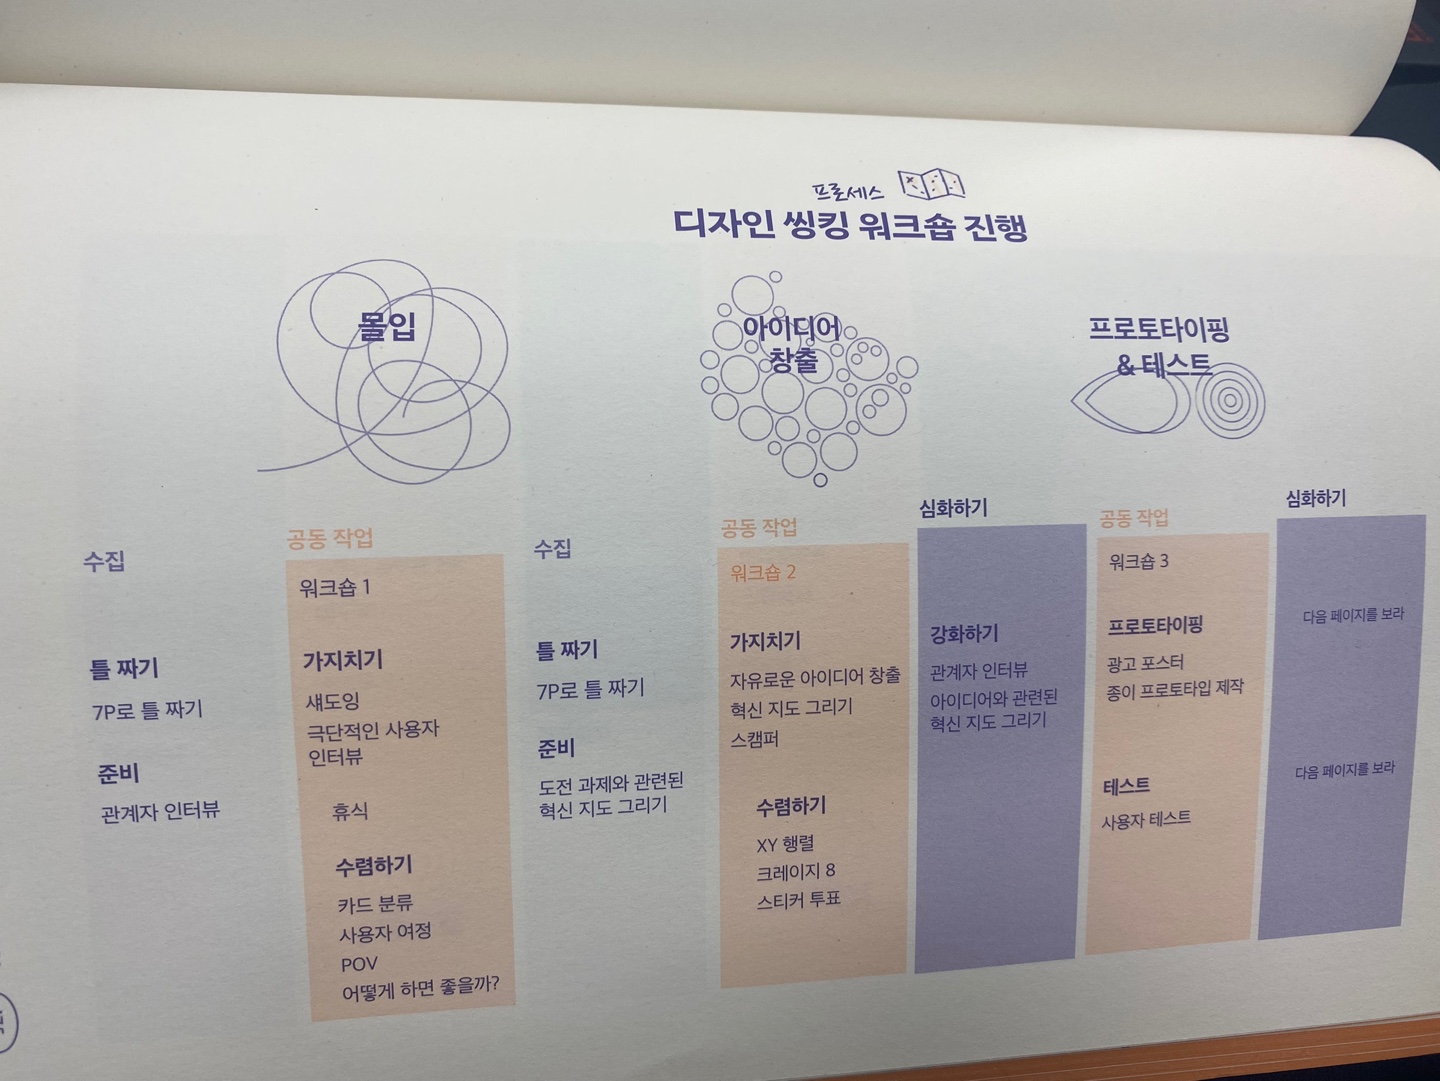 프로세스
디자인 씽킹 워크숍 진행
몰입
아이디어
창출
프로토타이핑
& 테스트
수집
틀 짜기
7P로 틀 짜기
준비
관계자 인터뷰
공동 작업
워크숍 1
가지치기
섀도잉
극단적인 사용자
인터뷰
휴식
수렴하기
카드 분류
사용자 여정
POV
어떻게 하면 좋을까?
수집
틀 짜기
7P로 틀 짜기
준비
도전 과제와 관련된
혁신 지도 그리기
공동 작업
워크숍 2
가지치기
자유로운 아이디어 창출
혁신 지도 그리기
스캠퍼
수렴하기
XY 행렬
크레이지 8
스티커 투표
심화하기
강화하기
관계자 인터뷰
아이디어와 관련된
혁신 지도 그리기
공동 작업
워크숍 3
프로토타이핑
광고 포스터
종이 프로토타입 제작
테스트
사용자 테스트
심화하기
다음 페이지를 보라
다음 페이지를 보라